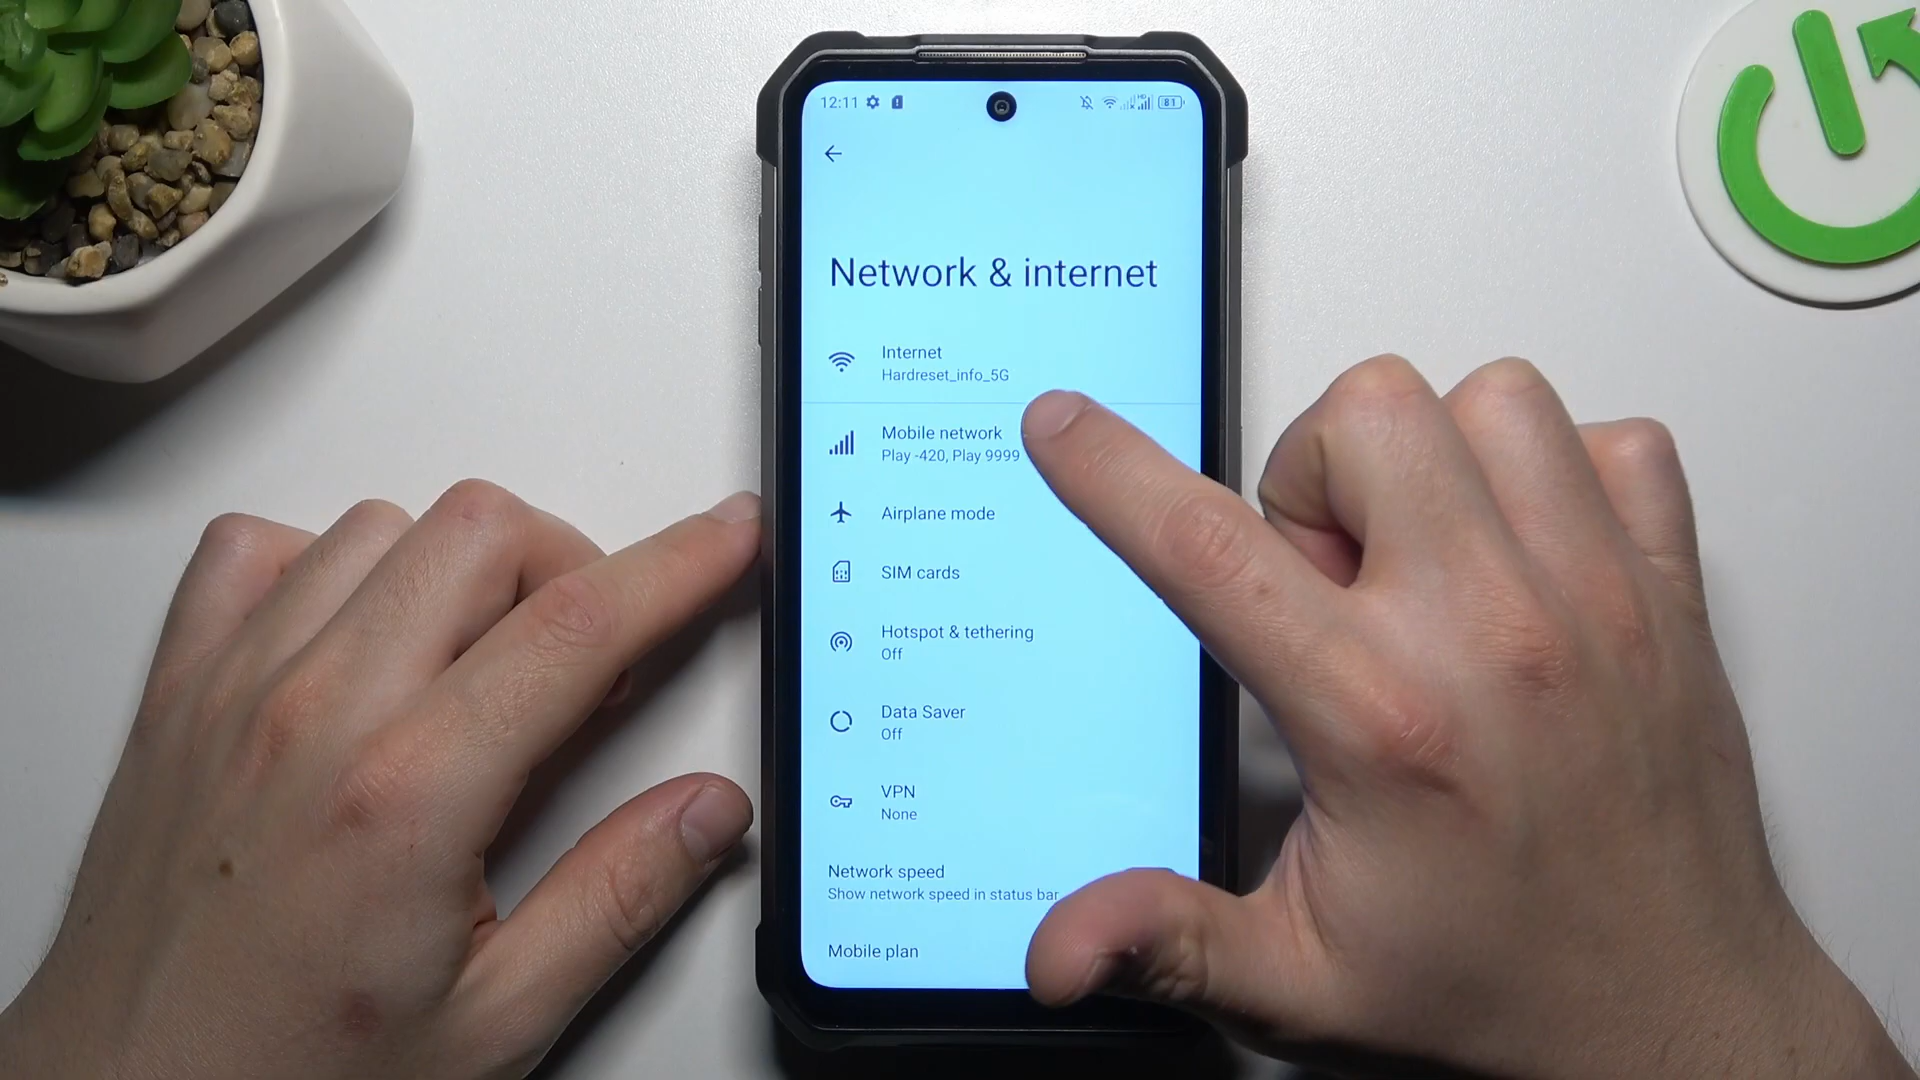 12:11
81
Network & internet
Internet
Hardreset_info_5G
Mobile network
Play -420, Play 9999
Airplane mode
SIM cards
Hotspot & tethering
Off
Data Saver
Off
VPN
None
Network speed
Show network speed in status bar
Mobile plan